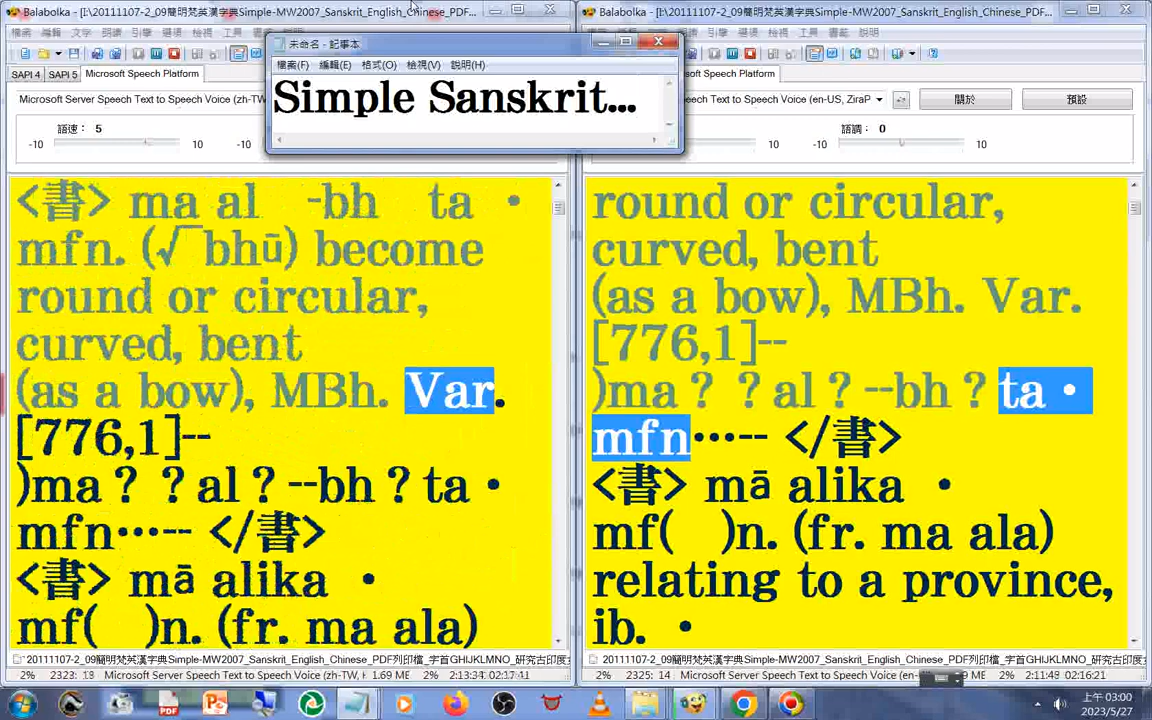 Balabolka - [I:\20111107-2_09簡明梵英漢字典Simple-MW2007_Sanskrit_English_Chinese_PDF...
Balabolka - [I:\20111107-2_09簡明梵英漢字典Simple-MW2007_Sanskrit_English_Chinese_PDF...
未命名 - 記事本
檔案(F) 編輯(E) 格式(O) 檢視(V) 說明(H)
Simple Sanskrit...
SAPI 4 SAPI 5 Microsoft Speech Platform
Speech Platform
Microsoft Server Speech Text to Speech Voice (zh-TW
eech Text to Speech Voice (en-US, ZiraP
關於
預設
語速： 5
語調： 0
-10 10 -10
10 -10 10
<書> ma al -bh ta •
mfn. (√ bhū) become
round or circular,
curved, bent
(as a bow), MBh. Var.
[776,1]--
)ma？？al？--bh？ta •
mfn…-- </書>
<書> mā alika •
mf( )n. (fr. ma ala)
round or circular,
curved, bent
(as a bow), MBh. Var.
[776,1]--
)ma？？al？--bh？ta •
mfn…-- </書>
<書> mā alika •
mf( )n. (fr. ma ala)
relating to a province,
ib. •
20111107-2_09簡明梵英漢字典Simple-MW2007_Sanskrit_English_Chinese_PDF列印檔_字首GHIJKLMNO_研究古印度
20111107-2_09簡明梵英漢字典Simple-MW2007_Sanskrit_English_Chinese_PDF列印檔_字首GHIJKLMNO_研究古印度
2% Microsoft Server Speech Text to Speech Voice (zh-TW, 1.69 ME 2%
2% 2325: 14 Microsoft Server Speech Text to Speech Voice (en-US, 2% 02:16:21
上午 03:00
2023/5/27